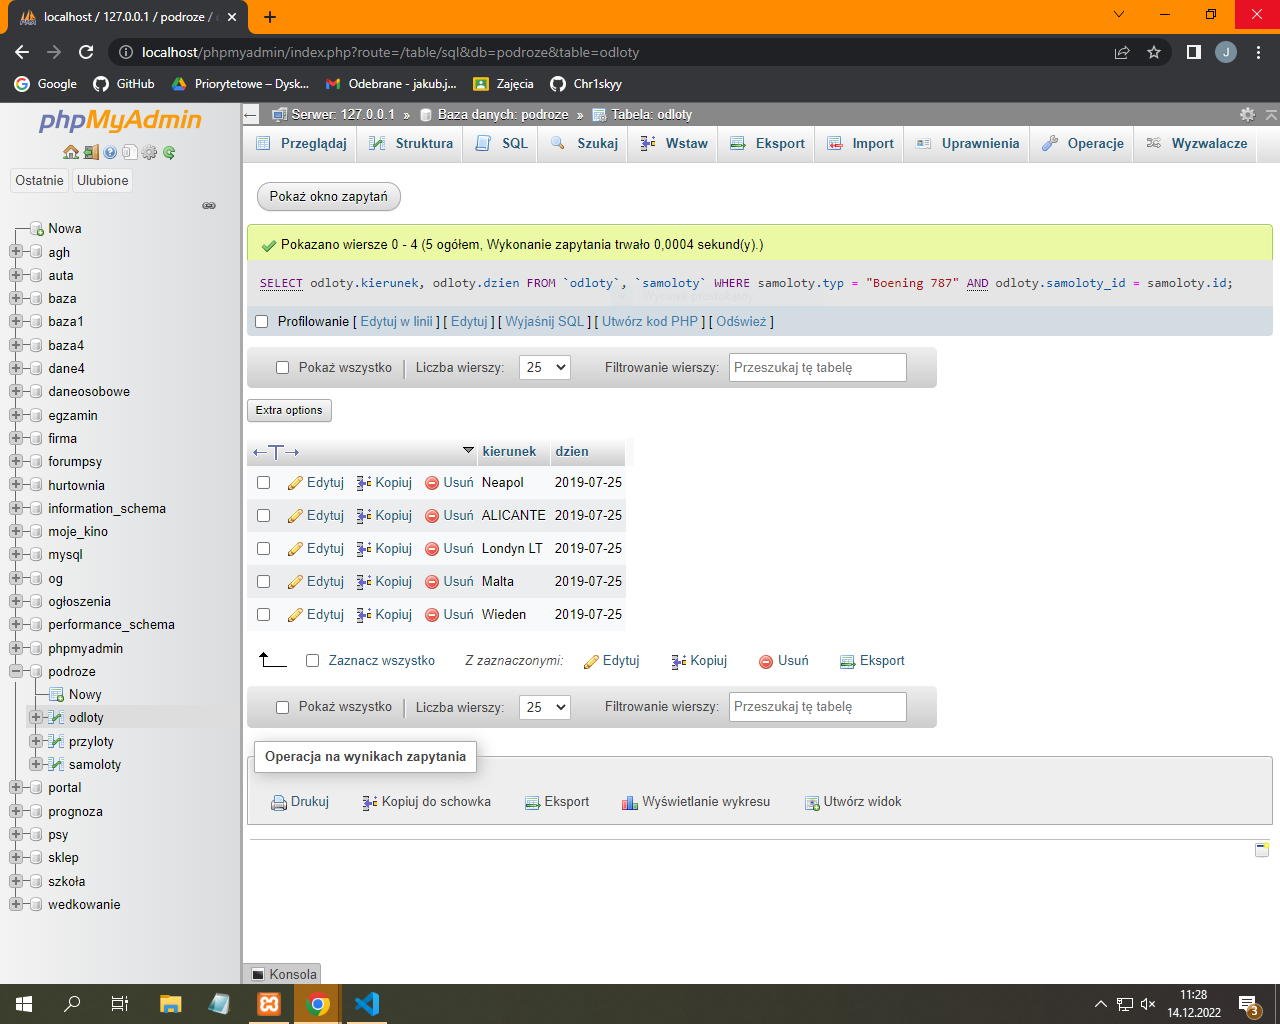 localhost / 127.0.0.1 / podroze /
localhost/phpmyadmin/index.php?route=/table/sql&db=podroze&table=odloty
J
Google
GitHub
Priorytetowe – Dysk...
Odebrane - jakub.j...
Zajęcia
Chr1skyy
phpMyAdmin
Ostatnie
Ulubione
Nowa
agh
auta
baza
baza1
baza4
dane4
daneosobowe
egzamin
firma
forumpsy
hurtownia
information_schema
moje_kino
mysql
og
ogłoszenia
performance_schema
phpmyadmin
podroze
Nowy
odloty
przyloty
samoloty
portal
prognoza
psy
sklep
szkoła
wedkowanie
Serwer: 127.0.0.1 » Baza danych: podroze » Tabela: odloty
Przeglądaj
Struktura
SQL
Szukaj
Wstaw
Eksport
Import
Uprawnienia
Operacje
Wyzwalacze
Pokaż okno zapytań
Pokazano wiersze 0 - 4 (5 ogółem, Wykonanie zapytania trwało 0,0004 sekund(y).)
SELECT odloty.kierunek, odloty.dzien FROM `odloty`, `samoloty` WHERE samoloty.typ = "Boening 787" AND odloty.samoloty_id = samoloty.id;
Profilowanie [ Edytuj w linii ] [ Edytuj ] [ Wyjaśnij SQL ] [ Utwórz kod PHP ] [ Odśwież ]
Pokaż wszystko | Liczba wierszy: 25 Filtrowanie wierszy: Przeszukaj tę tabelę
Extra options
←T→ kierunek dzien
Edytuj Kopiuj Usuń Neapol 2019-07-25
Edytuj Kopiuj Usuń ALICANTE 2019-07-25
Edytuj Kopiuj Usuń Londyn LT 2019-07-25
Edytuj Kopiuj Usuń Malta 2019-07-25
Edytuj Kopiuj Usuń Wieden 2019-07-25
Zaznacz wszystko Z zaznaczonymi: Edytuj Kopiuj Usuń Eksport
Pokaż wszystko | Liczba wierszy: 25 Filtrowanie wierszy: Przeszukaj tę tabelę
Operacja na wynikach zapytania
Drukuj Kopiuj do schowka Eksport Wyświetlanie wykresu Utwórz widok
Konsola
11:28
14.12.2022
3